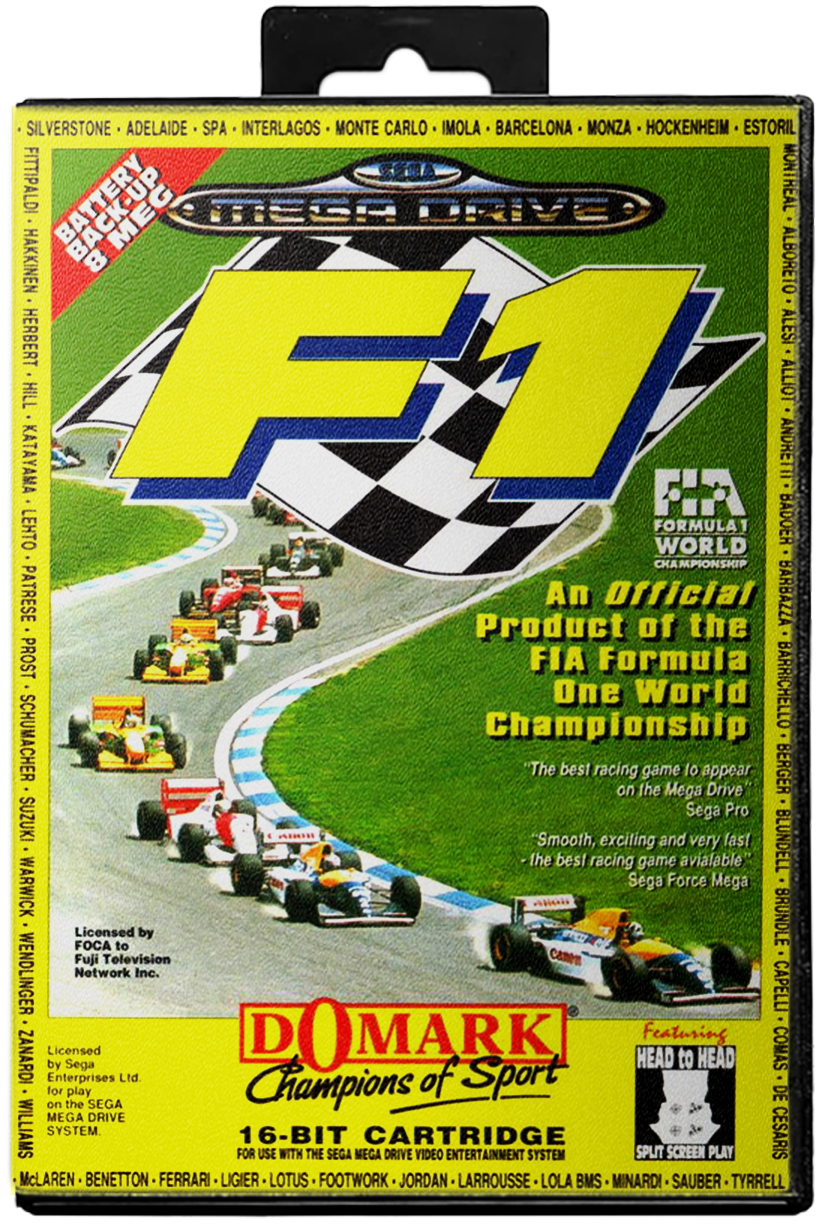 · SILVERSTONE · ADELAIDE · SPA · INTERLAGOS · MONTE CARLO · IMOLA · BARCELONA · MONZA · HOCKENHEIM · ESTORIL
MONTREAL · ALBORETO · ALESI · ALLIOT · ANDRETTI · BADOER · BARBAZZA · BARRICHELLO · BERGER · BLUNDELL · BRUNDLE · CAPELLI · COMAS · DE CESARIS
FITTIPALDI · HAKKINEN · HERBERT · HILL · KATAYAMA · LEHTO · PATRESE · PROST · SCHUMACHER · SUZUKI · WARWICK · WENDLINGER · ZANARDI · WILLIAMS
BATTERY
BACK-UP
8 MEG
SEGA
MEGA DRIVE
F1
FIA
FORMULA 1
WORLD
CHAMPIONSHIP
An Official
Product of the
FIA Formula
One World
Championship
"The best racing game to appear
on the Mega Drive"
Sega Pro
"Smooth, exciting and very fast
- the best racing game avialable"
Sega Force Mega
Canon
Canon
Licensed by
FOCA to
Fuji Television
Network Inc.
Licensed
by Sega
Enterprises Ltd.
for play
on the SEGA
MEGA DRIVE
SYSTEM.
DOMARK®
Champions of Sport
16-BIT CARTRIDGE
FOR USE WITH THE SEGA MEGA DRIVE VIDEO ENTERTAINMENT SYSTEM
Featuring
HEAD to HEAD
SPLIT SCREEN PLAY
· McLAREN · BENETTON · FERRARI · LIGIER · LOTUS · FOOTWORK · JORDAN · LARROUSSE · LOLA BMS · MINARDI · SAUBER · TYRRELL